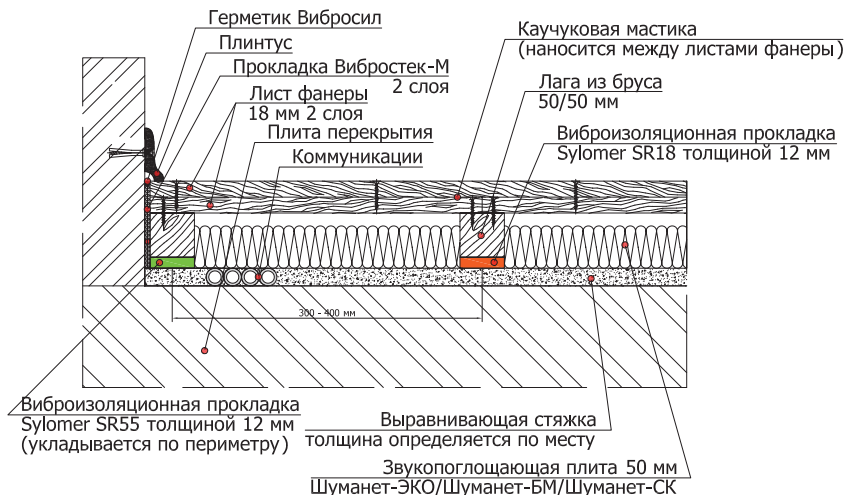 Герметик Вибросил
Плинтус
Прокладка Вибростек-М
2 слоя
Лист фанеры
18 мм 2 слоя
Плита перекрытия
Коммуникации
Каучуковая мастика
(наносится между листами фанеры)
Лага из бруса
50/50 мм
Виброизоляционная прокладка
Sylomer SR18 толщиной 12 мм
300 - 400 мм
Виброизоляционная прокладка
Sylomer SR55 толщиной 12 мм
(укладывается по периметру)
Выравнивающая стяжка
толщина определяется по месту
Звукопоглощающая плита 50 мм
Шуманет-ЭКО/Шуманет-БМ/Шуманет-СК